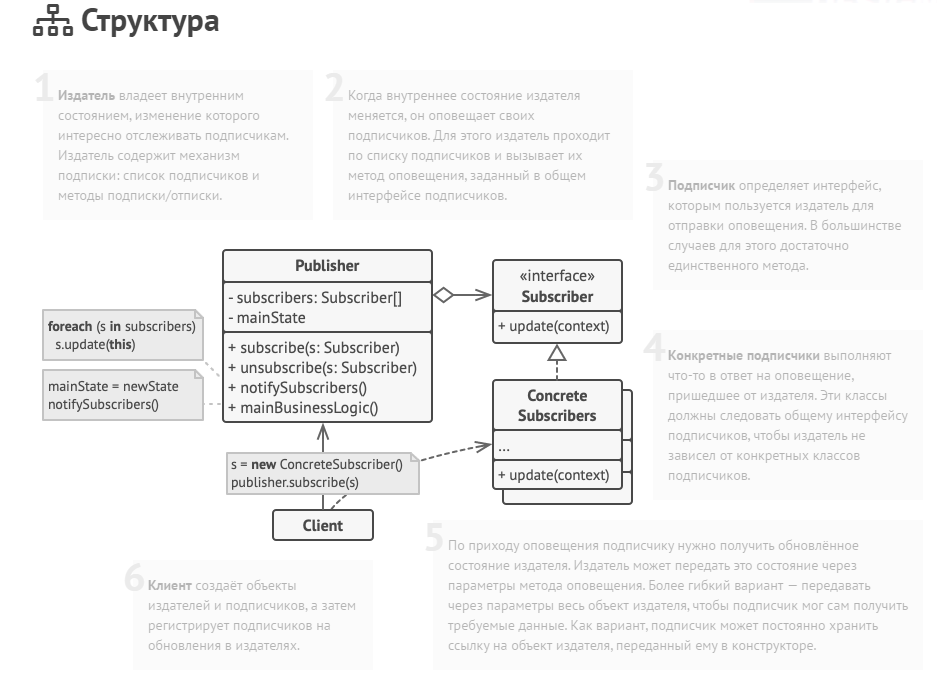 Структура
1
Издатель владеет внутренним
состоянием, изменение которого
интересно отслеживать подписчикам.
Издатель содержит механизм
подписки: список подписчиков и
методы подписки/отписки.
2
Когда внутреннее состояние издателя
меняется, он оповещает своих
подписчиков. Для этого издатель проходит
по списку подписчиков и вызывает их
метод оповещения, заданный в общем
интерфейсе подписчиков.
3
Подписчик определяет интерфейс,
которым пользуется издатель для
отправки оповещения. В большинстве
случаев для этого достаточно
единственного метода.
Publisher
- subscribers: Subscriber[]
- mainState
+ subscribe(s: Subscriber)
+ unsubscribe(s: Subscriber)
+ notifySubscribers()
+ mainBusinessLogic()
«interface»
Subscriber
+ update(context)
foreach (s in subscribers)
s.update(this)
mainState = newState
notifySubscribers()
4
Конкретные подписчики выполняют
что-то в ответ на оповещение,
пришедшее от издателя. Эти классы
должны следовать общему интерфейсу
подписчиков, чтобы издатель не
зависел от конкретных классов
подписчиков.
Concrete
Subscribers
...
+ update(context)
s = new ConcreteSubscriber()
publisher.subscribe(s)
Client
5
По приходу оповещения подписчику нужно получить обновлённое
состояние издателя. Издатель может передать это состояние через
параметры метода оповещения. Более гибкий вариант — передавать
через параметры весь объект издателя, чтобы подписчик мог сам получить
требуемые данные. Как вариант, подписчик может постоянно хранить
ссылку на объект издателя, переданный ему в конструкторе.
6
Клиент создаёт объекты
издателей и подписчиков, а затем
регистрирует подписчиков на
обновления в издателях.